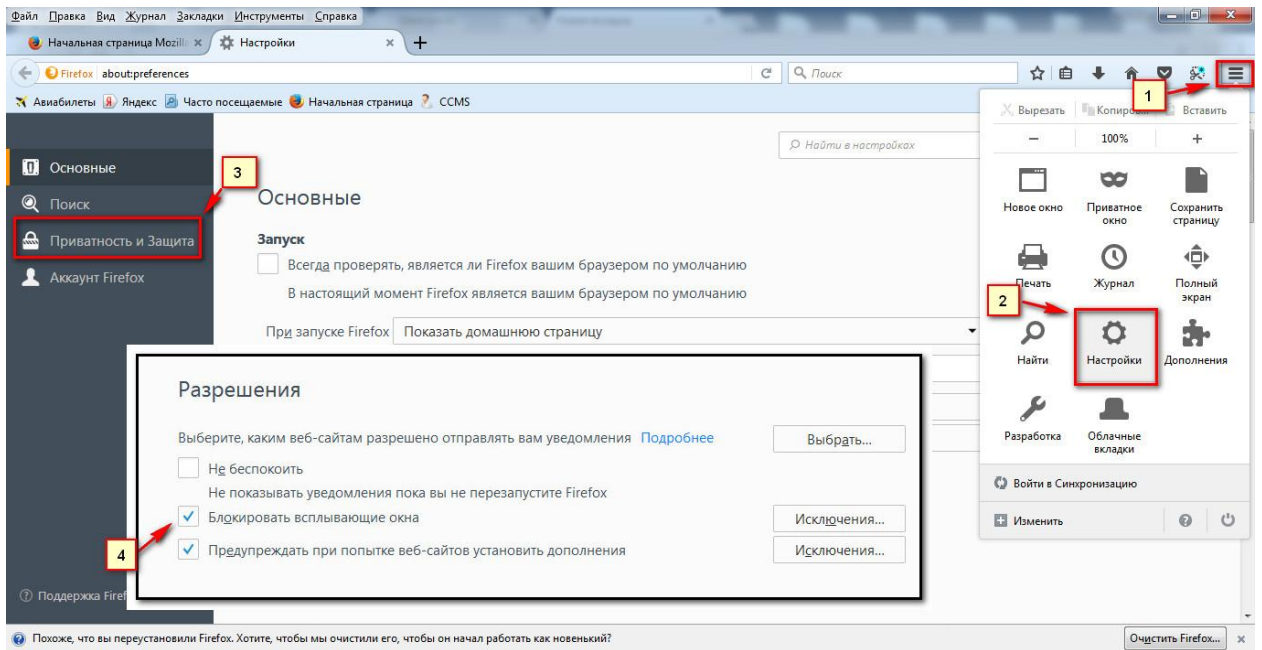 Файл Правка Вид Журнал Закладки Инструменты Справка
Начальная страница Mozill
Настройки
Firefox about:preferences
Поиск
Авиабилеты Яндекс Часто посещаемые Начальная страница CCMS
1
Вырезать Вставить
100%
Новое окно
Приватное окно
Сохранить страницу
Печать
Журнал
Полный экран
2
Найти
Настройки
Дополнения
Разработка
Облачные вкладки
Войти в Синхронизацию
Изменить
Найти в настройках
Основные
3
Поиск
Приватность и Защита
Аккаунт Firefox
Основные
Запуск
Всегда проверять, является ли Firefox вашим браузером по умолчанию
В настоящий момент Firefox является вашим браузером по умолчанию
При запуске Firefox Показать домашнюю страницу
Разрешения
Выберите, каким веб-сайтам разрешено отправлять вам уведомления Подробнее
Выбрать...
Не беспокоить
Не показывать уведомления пока вы не перезапустите Firefox
Блокировать всплывающие окна
Исключения...
4
Предупреждать при попытке веб-сайтов установить дополнения
Исключения...
Поддержка Firef
Похоже, что вы переустановили Firefox. Хотите, чтобы мы очистили его, чтобы он начал работать как новенький?
Очистить Firefox...